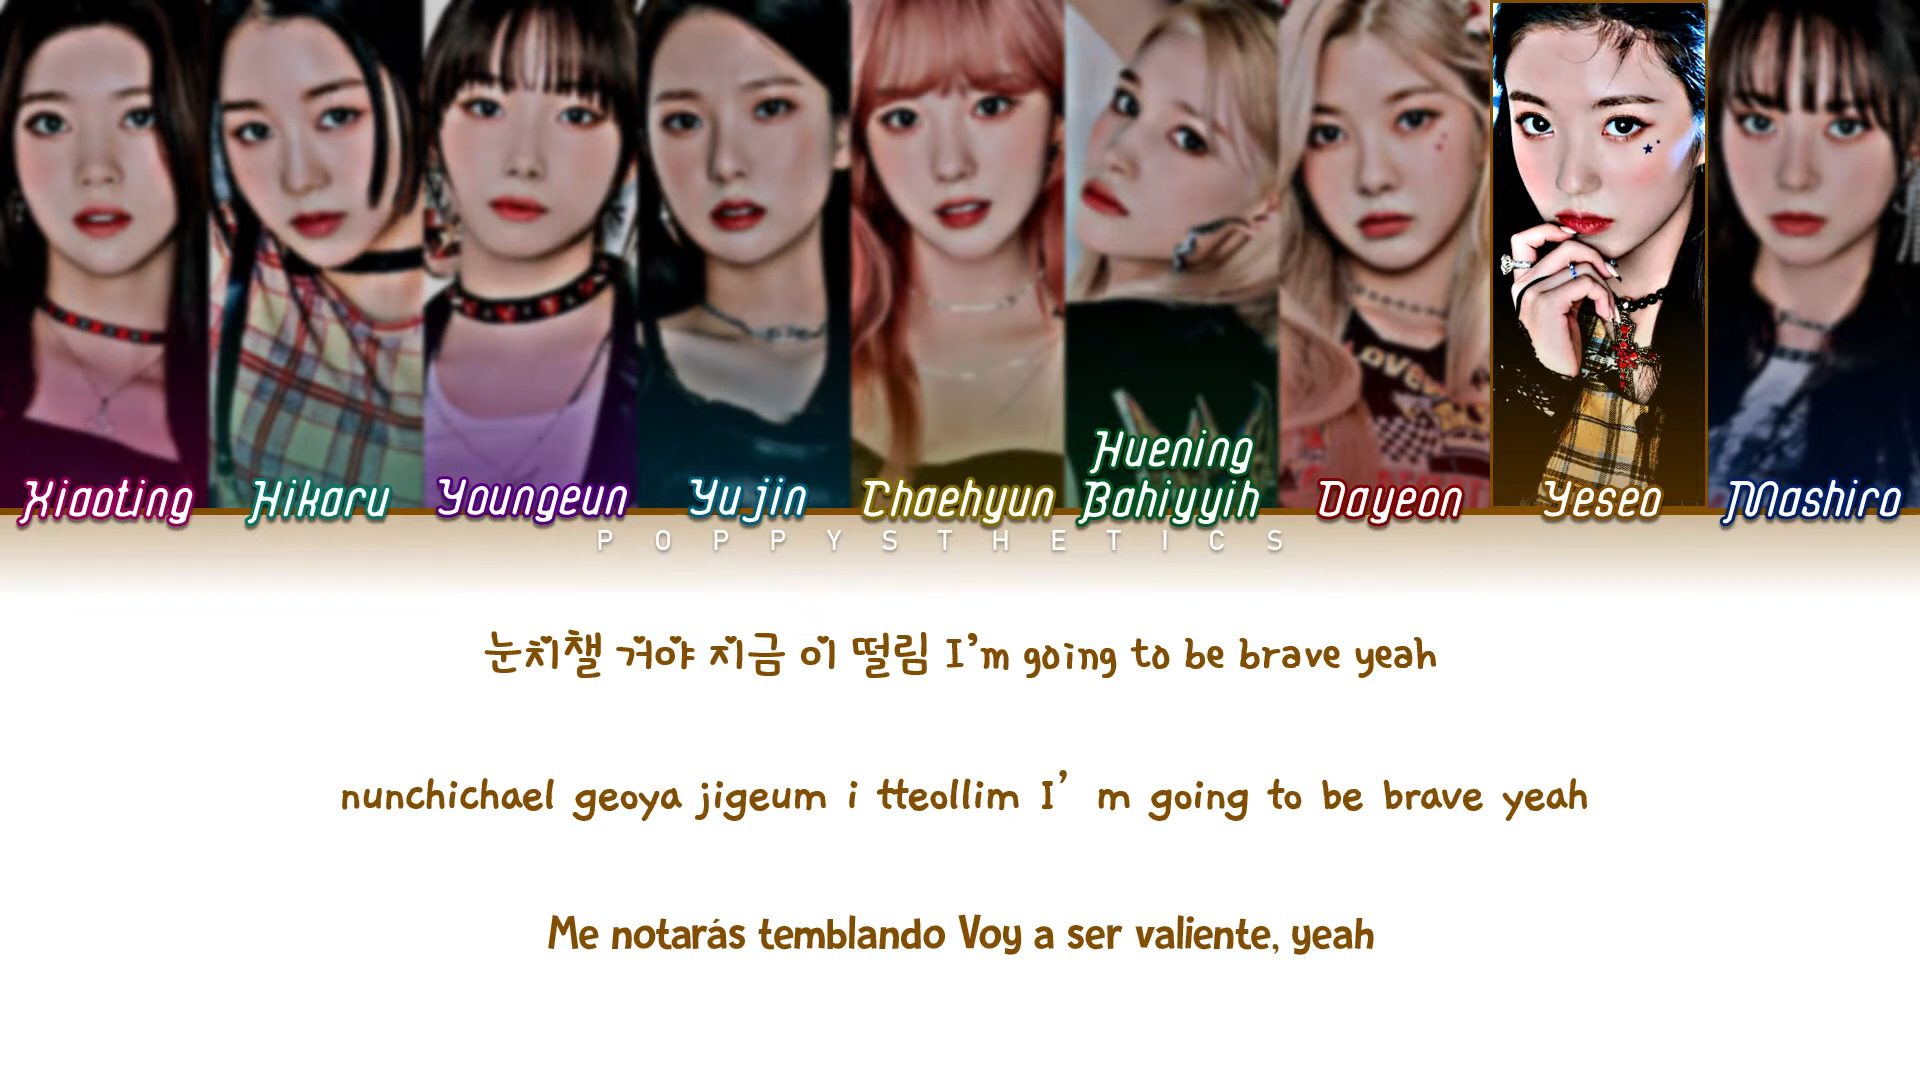 Xiaoting Hikaru Youngeun Yujin Chaehyun Huening Bahiyyih Dayeon Yeseo Mashiro
POPPYSTHETICS
눈치챌 거야 지금 이 떨림 I'm going to be brave yeah
nunchichael geoya jigeum i tteollim I’m going to be brave yeah
Me notarás temblando Voy a ser valiente, yeah